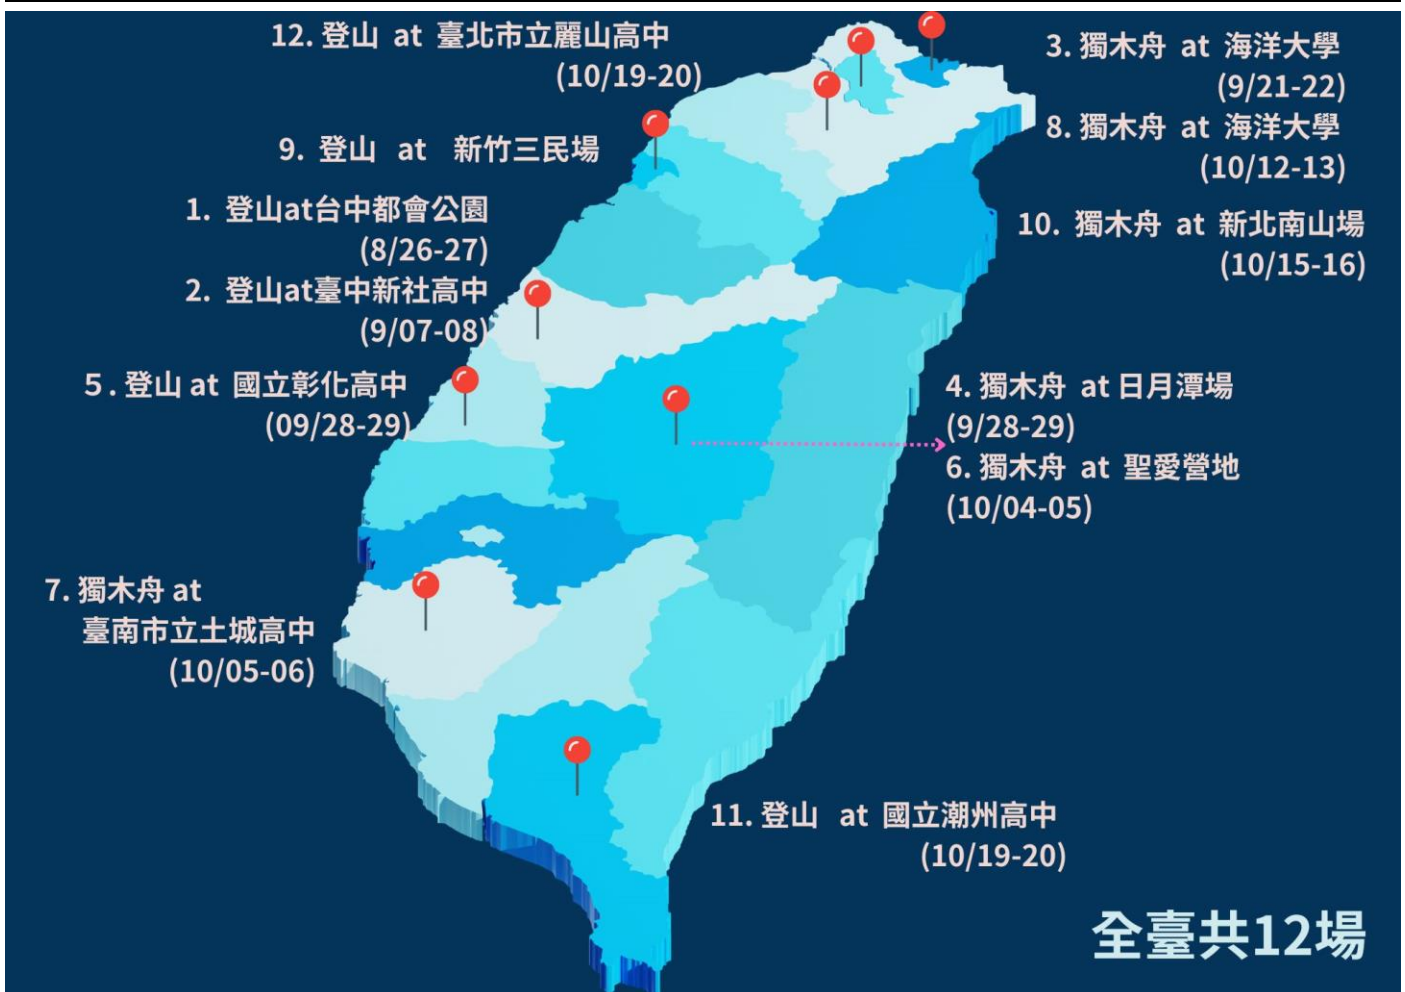 12. 登山 at 臺北市立麗山高中
(10/19-20)
9. 登山 at 新竹三民場
1. 登山at台中都會公園
(8/26-27)
2. 登山at臺中新社高中
(9/07-08)
5. 登山 at 國立彰化高中
(09/28-29)
7. 獨木舟 at
臺南市立土城高中
(10/05-06)
3. 獨木舟 at 海洋大學
(9/21-22)
8. 獨木舟 at 海洋大學
(10/12-13)
10. 獨木舟 at 新北南山場
(10/15-16)
4. 獨木舟 at 日月潭場
(9/28-29)
6. 獨木舟 at 聖愛營地
(10/04-05)
11. 登山 at 國立潮州高中
(10/19-20)
全臺共12場